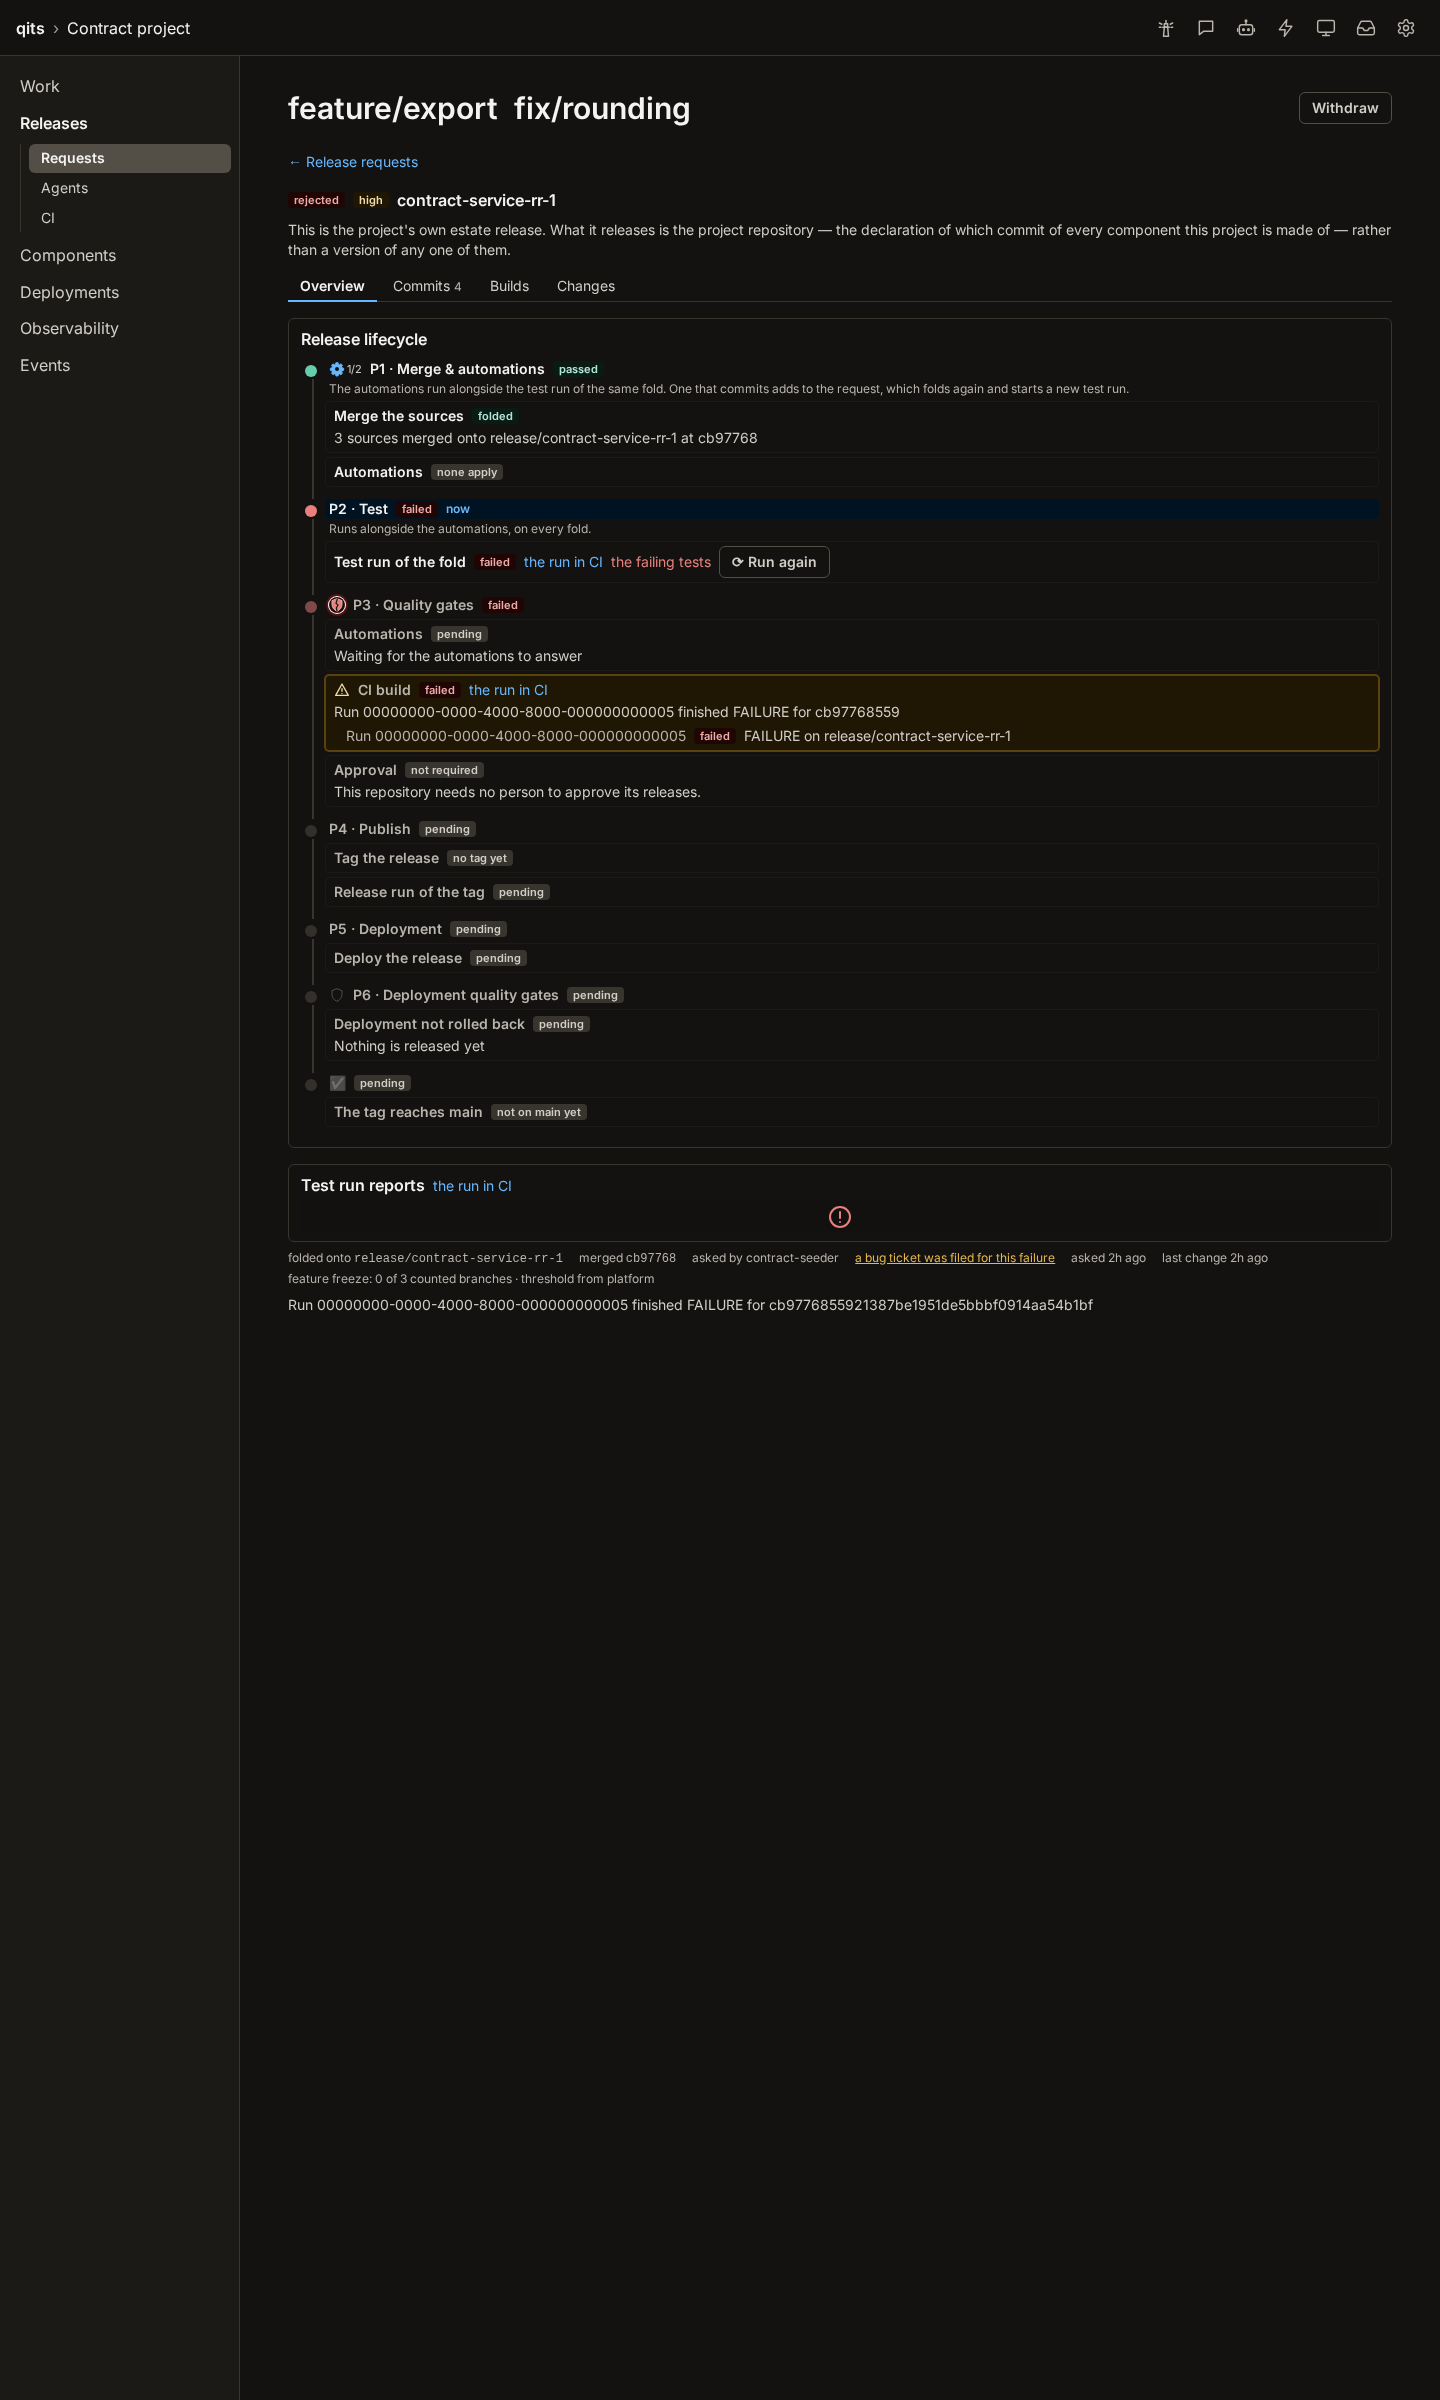 qits › Contract project
Work
Releases
Requests
Agents
CI
Components
Deployments
Observability
Events
feature/export fix/rounding
Withdraw
← Release requests
rejected high contract-service-rr-1
This is the project's own estate release. What it releases is the project repository — the declaration of which commit of every component this project is made of — rather
than a version of any one of them.
Overview Commits 4 Builds Changes
Release lifecycle
1/2 P1 · Merge & automations passed
The automations run alongside the test run of the same fold. One that commits adds to the request, which folds again and starts a new test run.
Merge the sources folded
3 sources merged onto release/contract-service-rr-1 at cb97768
Automations none apply
P2 · Test failed now
Runs alongside the automations, on every fold.
Test run of the fold failed the run in CI the failing tests ⟳ Run again
P3 · Quality gates failed
Automations pending
Waiting for the automations to answer
CI build failed the run in CI
Run 00000000-0000-4000-8000-000000000005 finished FAILURE for cb97768559
Run 00000000-0000-4000-8000-000000000005 failed FAILURE on release/contract-service-rr-1
Approval not required
This repository needs no person to approve its releases.
P4 · Publish pending
Tag the release no tag yet
Release run of the tag pending
P5 · Deployment pending
Deploy the release pending
P6 · Deployment quality gates pending
Deployment not rolled back pending
Nothing is released yet
pending
The tag reaches main not on main yet
Test run reports the run in CI
folded onto release/contract-service-rr-1 merged cb97768 asked by contract-seeder a bug ticket was filed for this failure asked 2h ago last change 2h ago
feature freeze: 0 of 3 counted branches · threshold from platform
Run 00000000-0000-4000-8000-000000000005 finished FAILURE for cb9776855921387be1951de5bbbf0914aa54b1bf